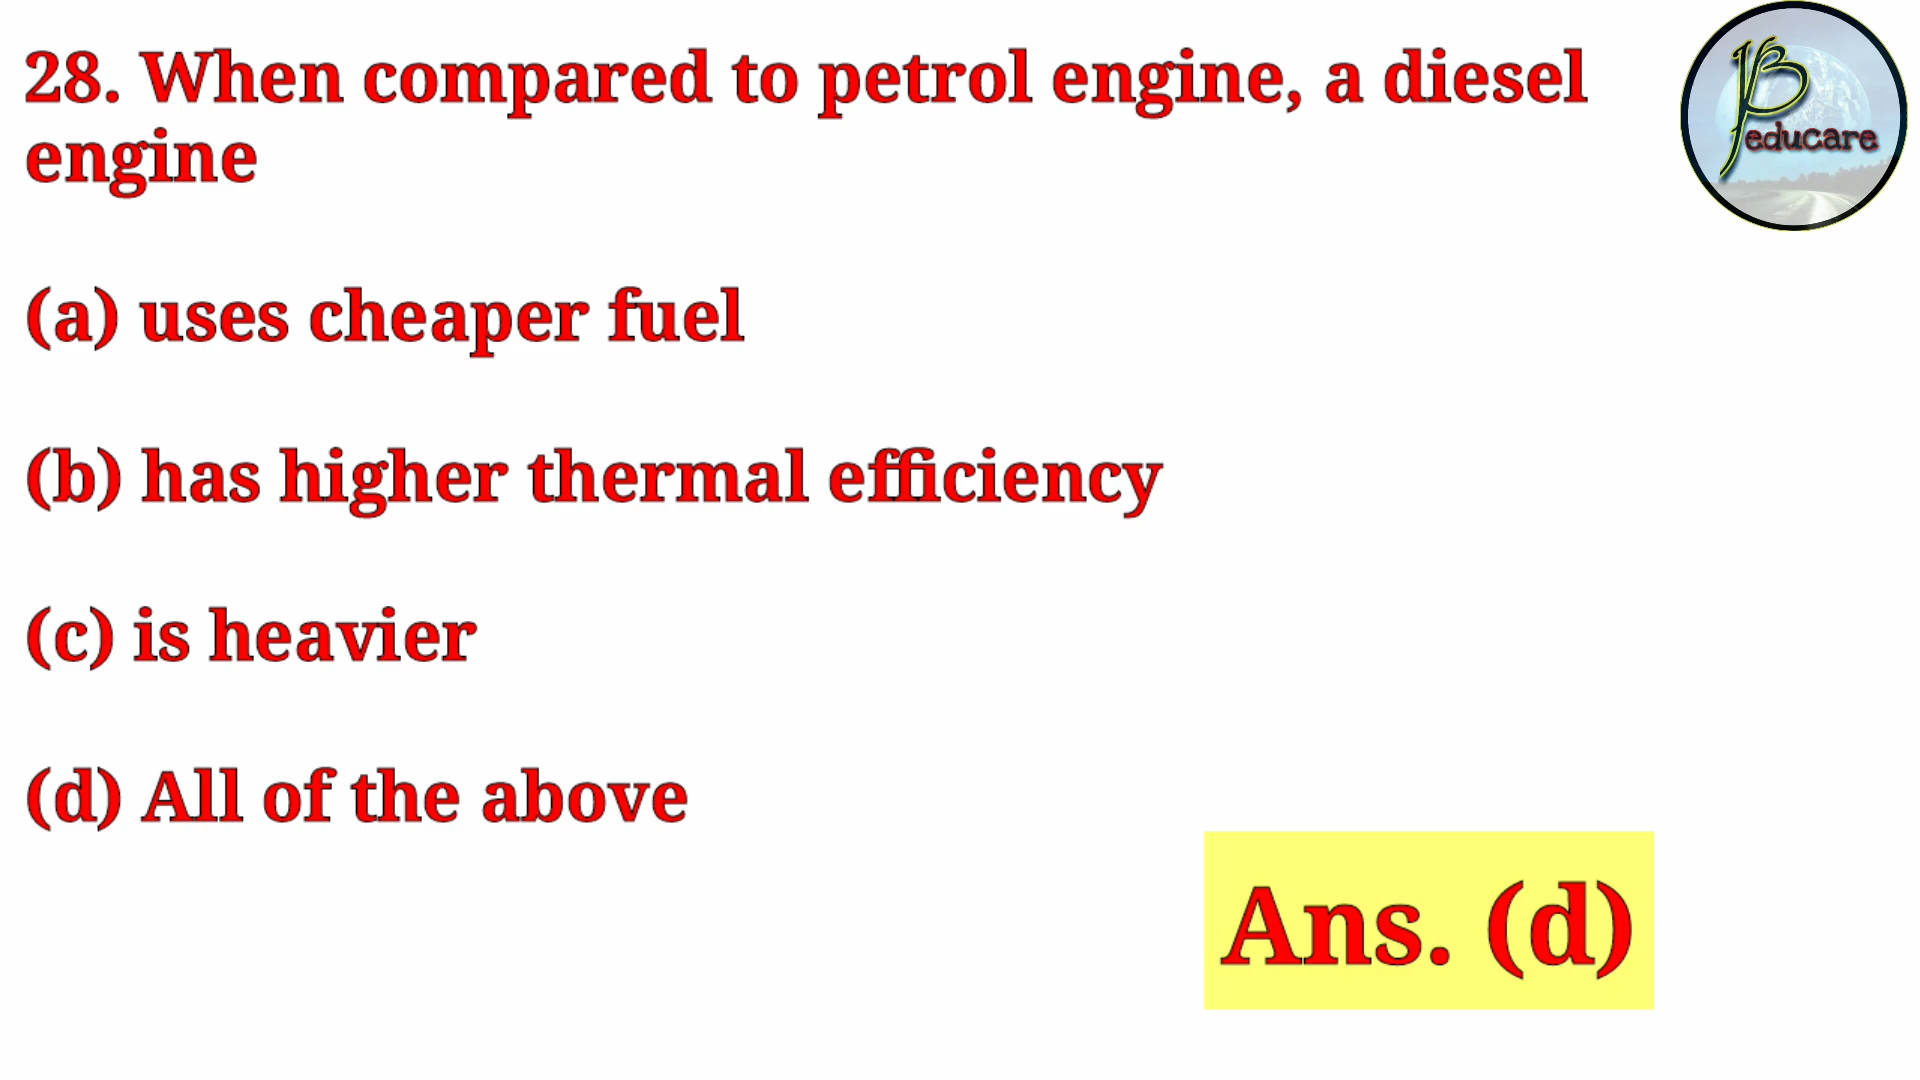 28. When compared to petrol engine, a diesel
engine
educare
(a) uses cheaper fuel
(b) has higher thermal efficiency
(c) is heavier
(d) All of the above
Ans. (d)